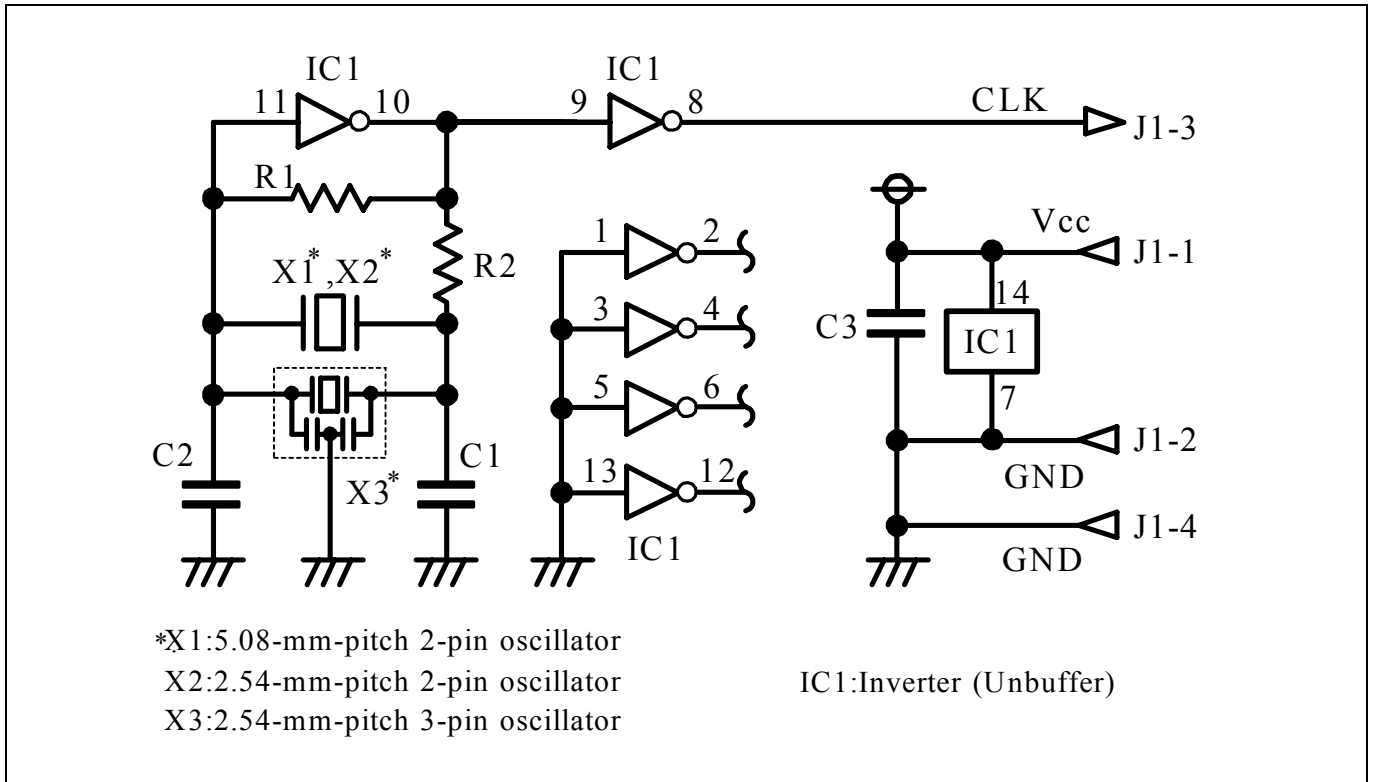 IC1
IC1
11
10
9
8
CLK
J1-3
R1
Vcc
J1-1
1
2
R2
X1*,X2*
14
3
4
C3
IC1
5
6
7
C2
C1
J1-2
X3*
13
12
GND
J1-4
IC1
GND
*X1:5.08-mm-pitch 2-pin oscillator
X2:2.54-mm-pitch 2-pin oscillator
IC1:Inverter (Unbuffer)
X3:2.54-mm-pitch 3-pin oscillator